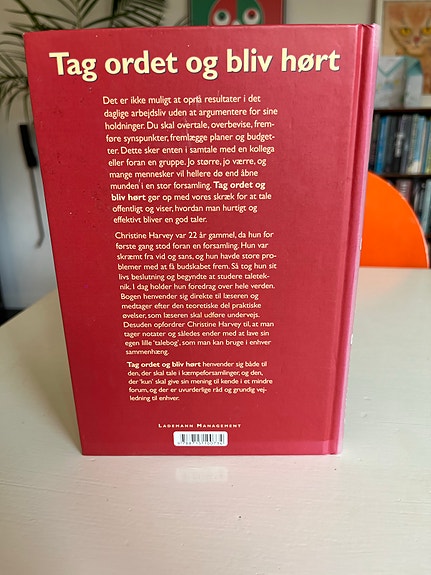 Tag ordet og bliv hørt
Det er ikke muligt at opnå resultater i det
daglige arbejdsliv uden at argumentere for sine
holdninger. Du skal overtale, overbevise, frem-
føre synspunkter, fremlægge planer og budget-
ter. Dette sker enten i samtale med en kollega
eller foran en gruppe. Jo større, jo værre, og
mange mennesker vil hellere dø end åbne
munden i en stor forsamling. Tag ordet og
bliv hørt gør op med vores skræk for at tale
offentligt og viser, hvordan man hurtigt og
effektivt bliver en god taler.
Christine Harvey var 22 år gammel, da hun for
første gang stod foran en forsamling. Hun var
skræmt fra vid og sans, og hun havde store pro-
blemer med at få budskabet frem. Så tog hun sit
livs beslutning og begyndte at studere taletek-
nik. I dag holder hun foredrag over hele verden.
Bogen henvender sig direkte til læseren og
medtager efter den teoretiske del praktiske
øvelser, som læseren skal udføre undervejs.
Desuden opfordrer Christine Harvey til, at man
tager notater og således ender med at lave sin
egen lille 'talebog', som man kan bruge i enhver
sammenhæng.
Tag ordet og bliv hørt henvender sig både til
den, der skal tale i kæmpeforsamlinger, og den,
der 'kun' skal give sin mening til kende i et mindre
forum, og der er uvurderlige råd og grundig vej-
ledning til enhver.
LADEMANN MANAGEMENT